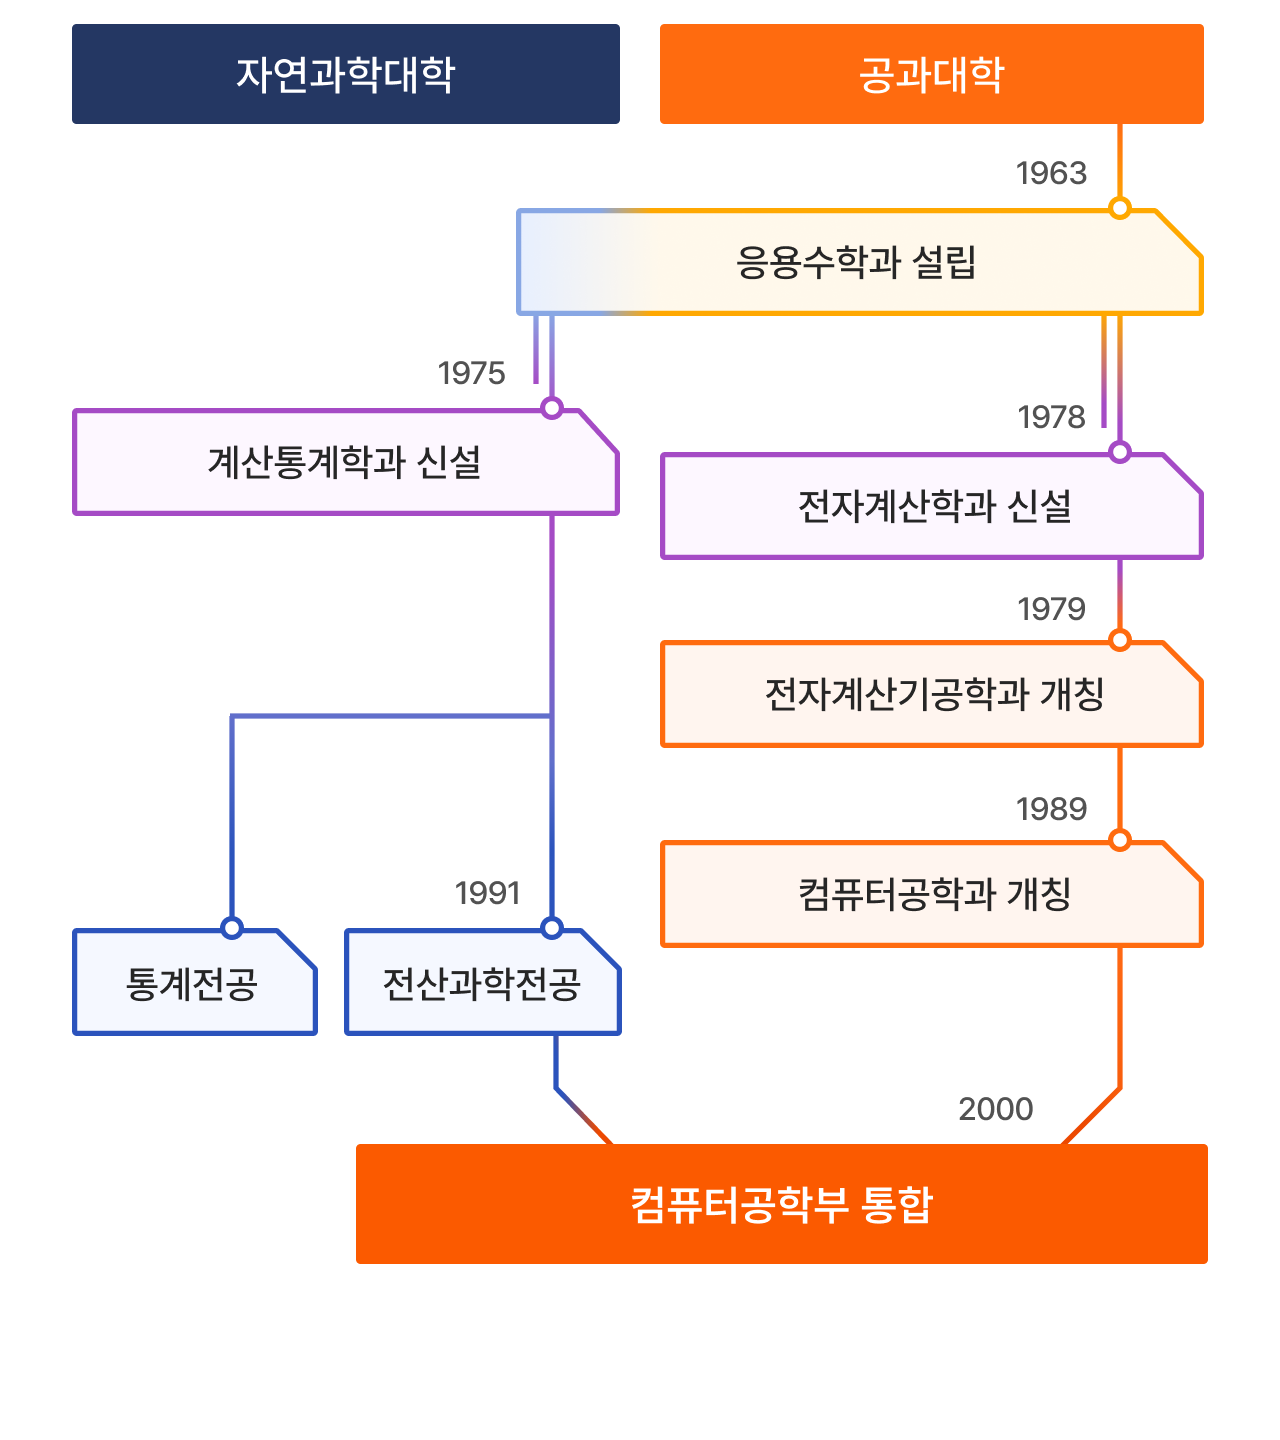 자연과학대학
공과대학
1963
응용수학과 설립
1975
계산통계학과 신설
1978
전자계산학과 신설
1979
전자계산기공학과 개칭
1989
컴퓨터공학과 개칭
1991
통계전공
전산과학전공
2000
컴퓨터공학부 통합